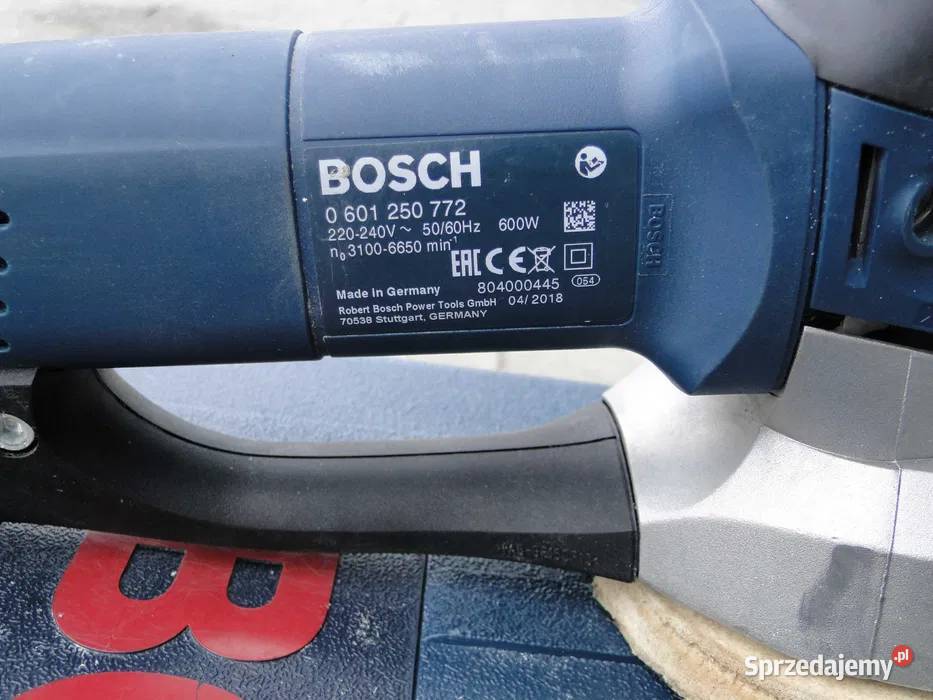 BOSCH
0 601 250 772
220-240V ~ 50/60Hz 600W
n₀ 3100-6650 min⁻¹
EAC CE
Made in Germany 804000445 054
Robert Bosch Power Tools GmbH 04/2018
70538 Stuttgart, GERMANY
BOSCH
B
Sprzedajemy.pl